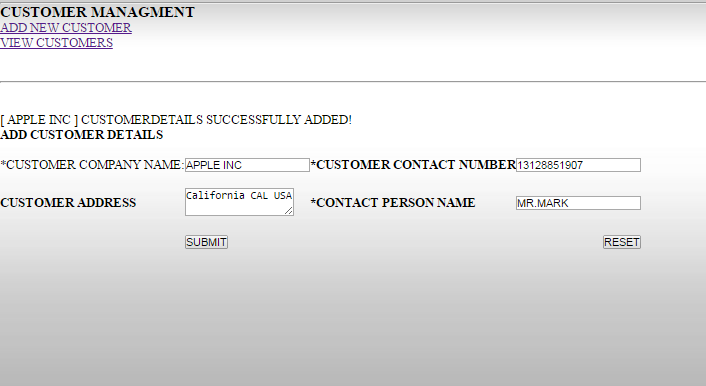 CUSTOMER MANAGMENT
ADD NEW CUSTOMER
VIEW CUSTOMERS
[ APPLE INC ] CUSTOMERDETAILS SUCCESSFULLY ADDED!
ADD CUSTOMER DETAILS
*CUSTOMER COMPANY NAME: APPLE INC *CUSTOMER CONTACT NUMBER 13128851907
CUSTOMER ADDRESS California CAL USA *CONTACT PERSON NAME MR.MARK
SUBMIT RESET